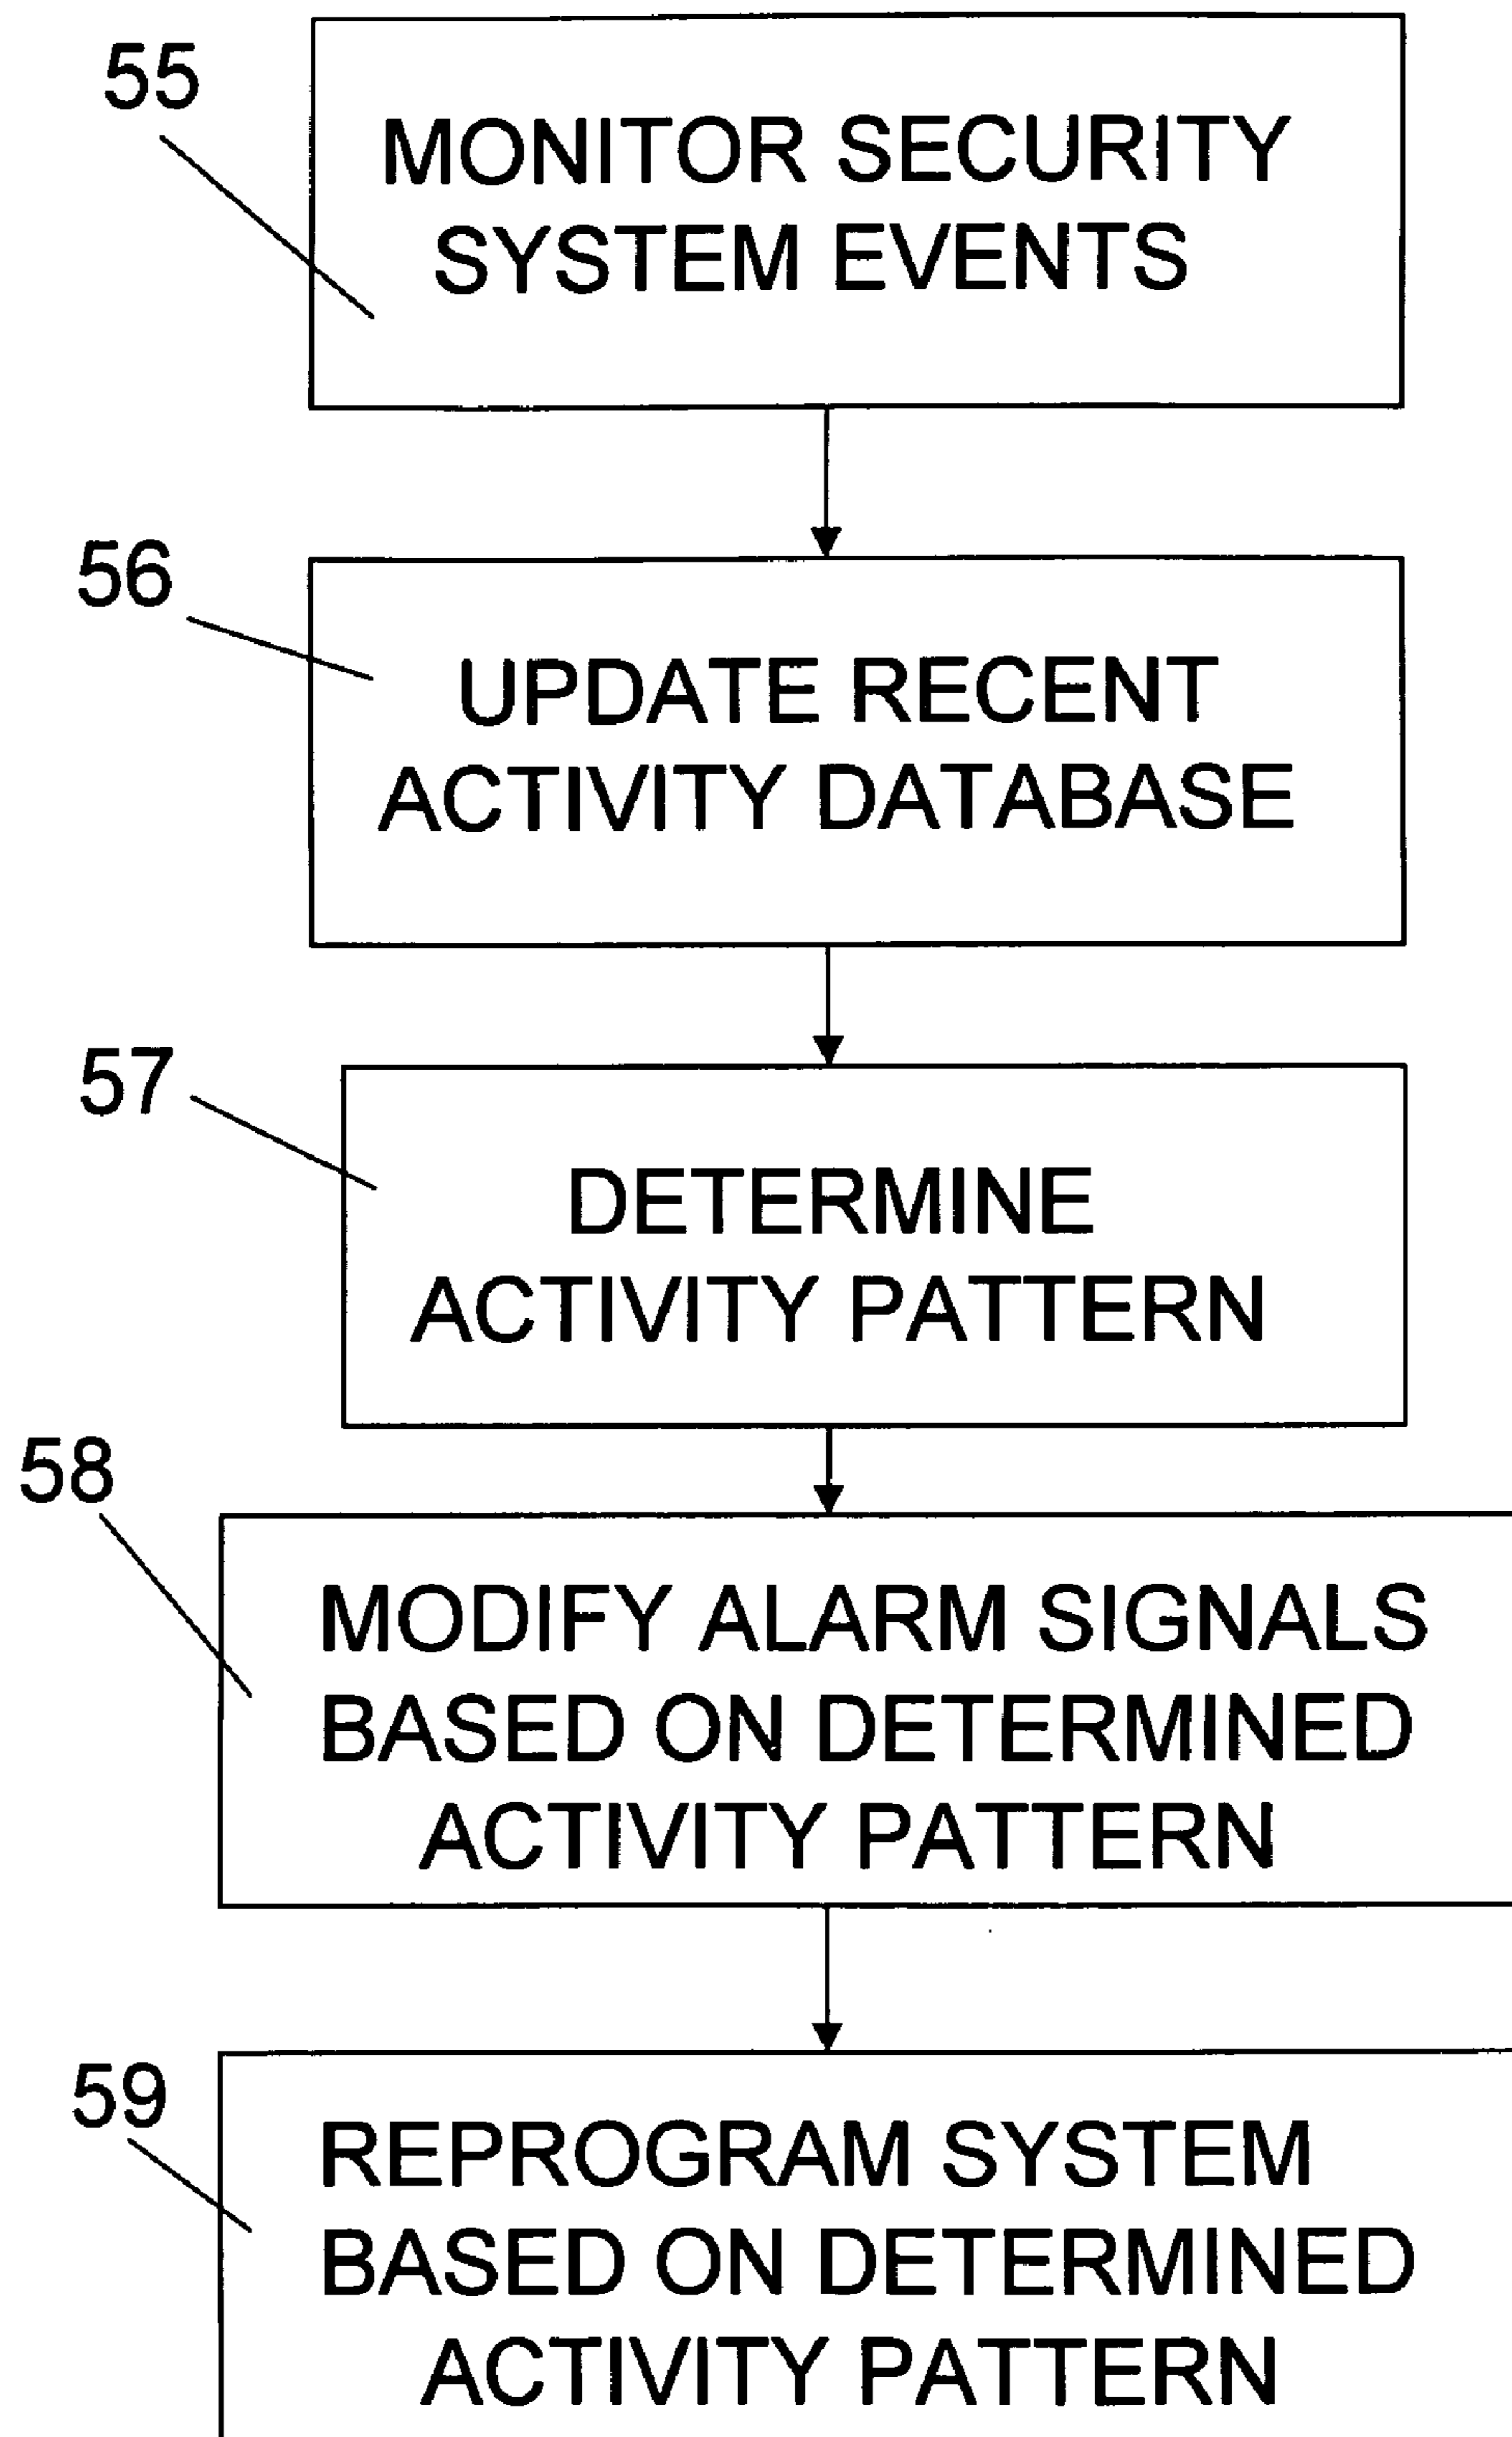 55
MONITOR SECURITY
SYSTEM EVENTS
56
UPDATE RECENT
ACTIVITY DATABASE
57
DETERMINE
ACTIVITY PATTERN
58
MODIFY ALARM SIGNALS
BASED ON DETERMINED
ACTIVITY PATTERN
59
REPROGRAM SYSTEM
BASED ON DETERMINED
ACTIVITY PATTERN